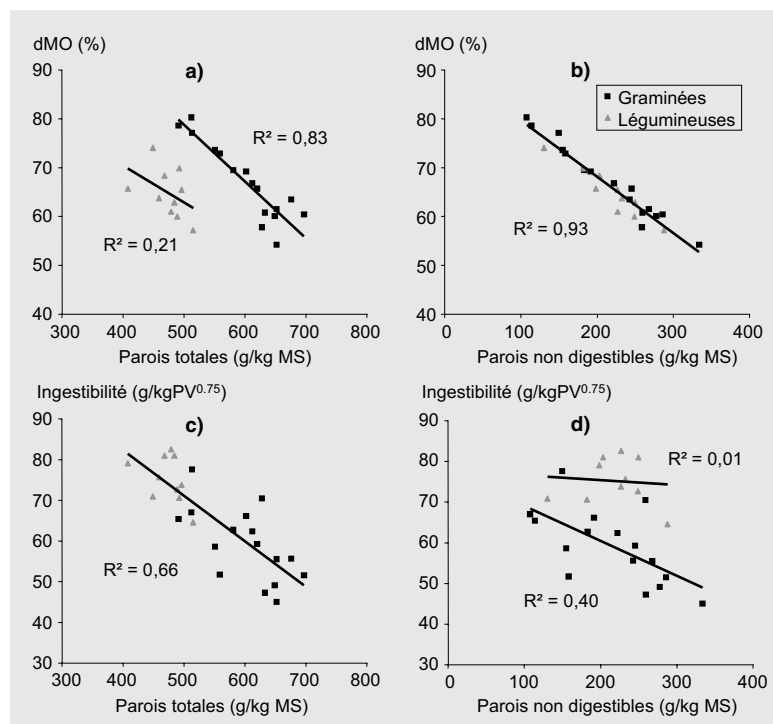 dMO (%)
a)
90
80
70
60
50
40
R² = 0,83
R² = 0,21
300 400 500 600 700 800
Parois totales (g/kg MS)
dMO (%)
b)
Graminées
Légumineuses
90
80
70
60
50
40
R² = 0,93
0 100 200 300 400
Parois non digestibles (g/kg MS)
Ingestibilité (g/kgPV^0.75)
c)
90
80
70
60
50
40
30
R² = 0,66
300 400 500 600 700 800
Parois totales (g/kg MS)
Ingestibilité (g/kgPV^0.75)
d)
90
80
70
60
50
40
30
R² = 0,01
R² = 0,40
0 100 200 300 400
Parois non digestibles (g/kg MS)